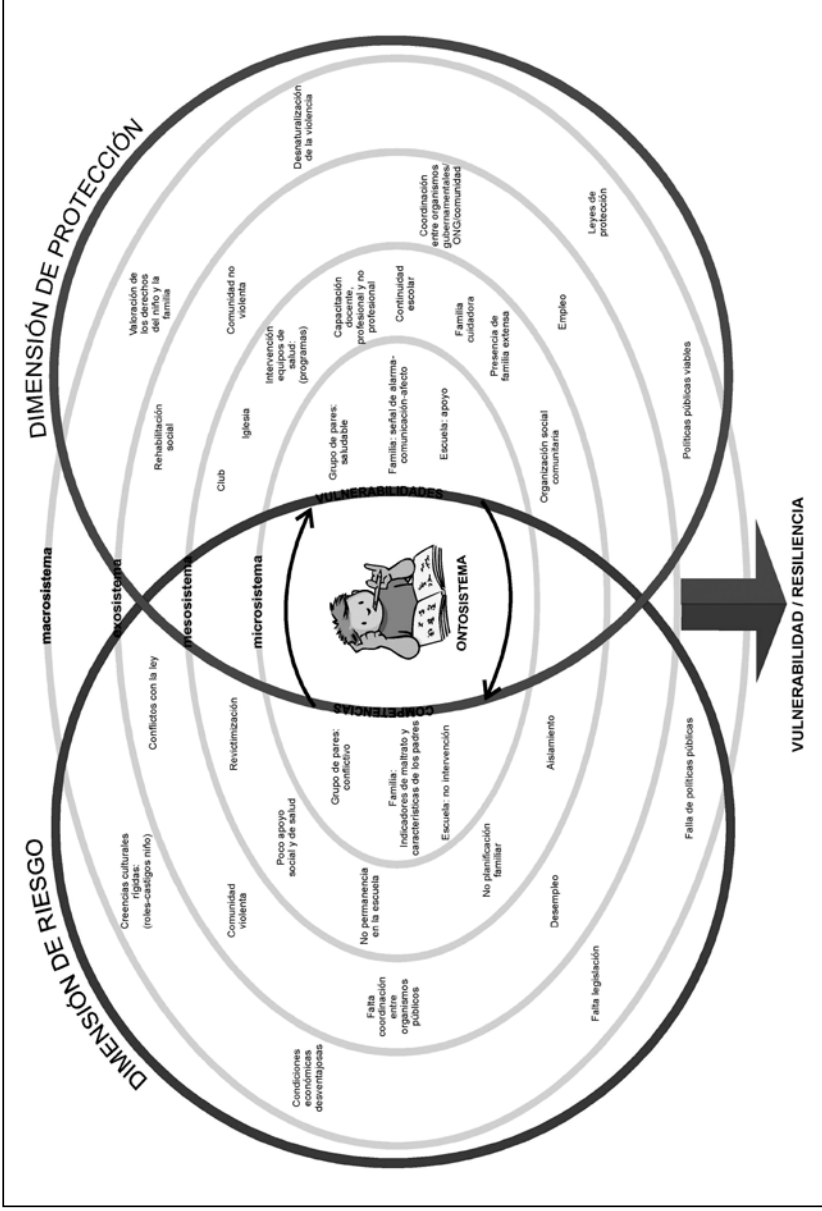 DIMENSIÓN DE RIESGO
DIMENSIÓN DE PROTECCIÓN
macrosistema
exosistema
mesosistema
microsistema
Creencias culturales
rígidas:
(roles-castigos niño)
Conflictos con la ley
Comunidad
violenta
Revictimización
Condiciones
económicas
desventajosas
Poco apoyo
social y de salud
Grupo de pares:
conflictivo
Falta
coordinación
entre
organismos
públicos
No permanencia
en la escuela
Familia:
Indicadores de maltrato y
características de los padres
Escuela: no intervención
No planificación
familiar
Aislamiento
Desempleo
Falta legislación
Falla de políticas públicas
COMPETENCIAS
ONTOSISTEMA
VULNERABILIDADES
Valoración de
los derechos
del niño y la
familia
Rehabilitación
social
Comunidad no
violenta
Club
Iglesia
Intervención
equipos de
salud:
(programas)
Desnaturalización
de la violencia
Grupo de pares:
saludable
Capacitación
docente,
profesional y no
profesional
Familia: señal de alarma-
comunicación-afecto
Continuidad
escolar
Coordinación
entre organismos
gubernamentales/
ONG/comunidad
Escuela: apoyo
Familia
cuidadora
Presencia de
familia extensa
Organización social
comunitaria
Empleo
Leyes de
protección
Políticas públicas viables
VULNERABILIDAD / RESILIENCIA